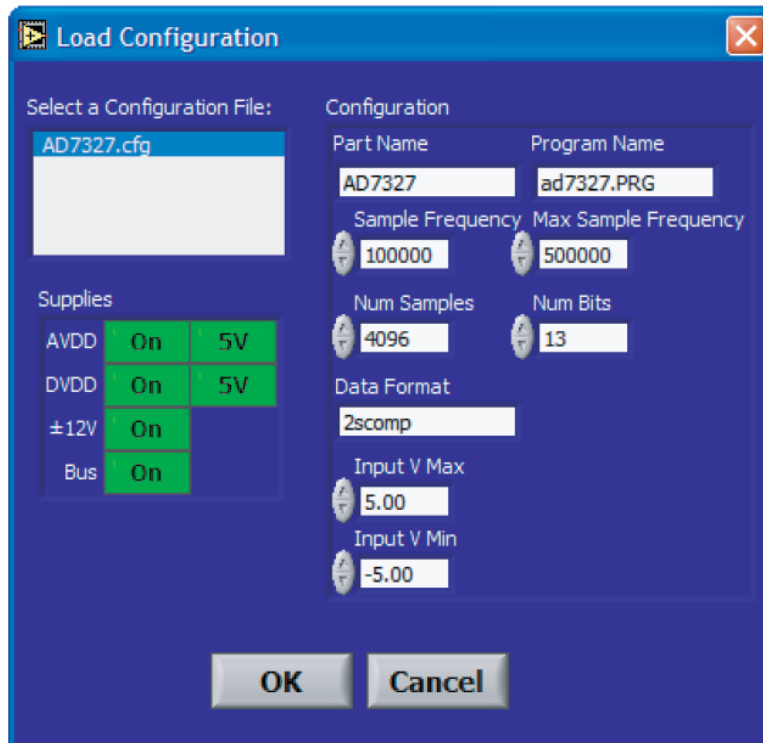 Load Configuration
Select a Configuration File:
AD7327.cfg
Supplies
AVDD On 5V
DVDD On 5V
±12V On
Bus On
Configuration
Part Name Program Name
AD7327 ad7327.PRG
Sample Frequency Max Sample Frequency
100000 500000
Num Samples Num Bits
4096 13
Data Format
2scomp
Input V Max
5.00
Input V Min
-5.00
OK Cancel